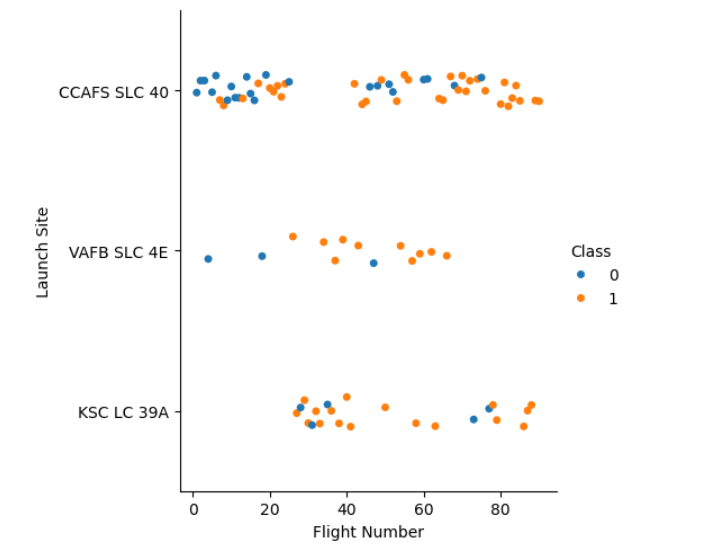 CCAFS SLC 40
VAFB SLC 4E
KSC LC 39A
Launch Site
0 20 40 60 80
Flight Number
Class
0
1